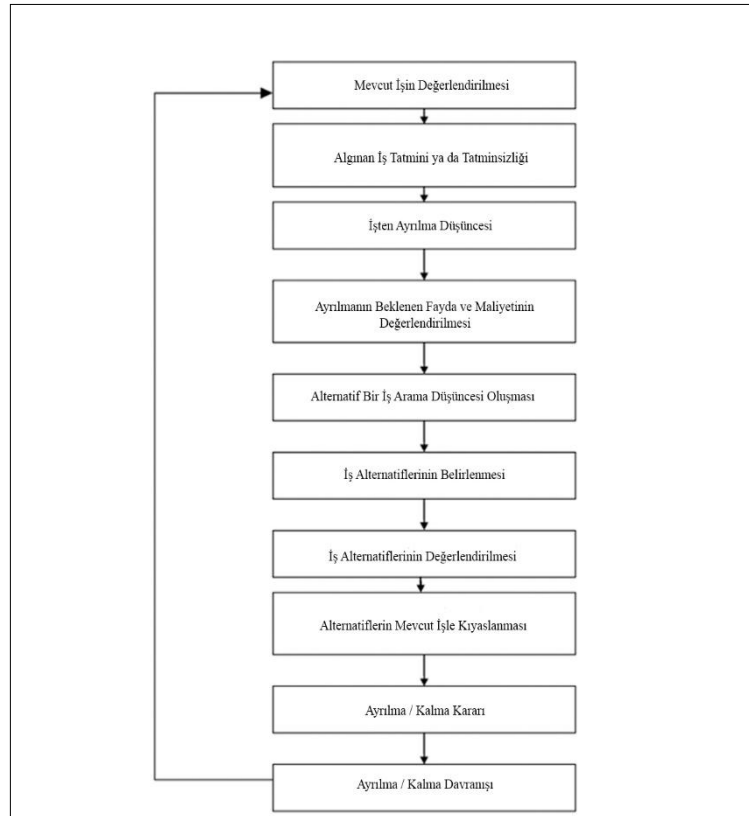 Mevcut İşin Değerlendirilmesi
Algınan İş Tatmini ya da Tatminsizliği
İşten Ayrılma Düşüncesi
Ayrılmanın Beklenen Fayda ve Maliyetinin
Değerlendirilmesi
Alternatif Bir İş Arama Düşüncesi Oluşması
İş Alternatiflerinin Belirlenmesi
İş Alternatiflerinin Değerlendirilmesi
Alternatiflerin Mevcut İşle Kıyaslanması
Ayrılma / Kalma Kararı
Ayrılma / Kalma Davranışı